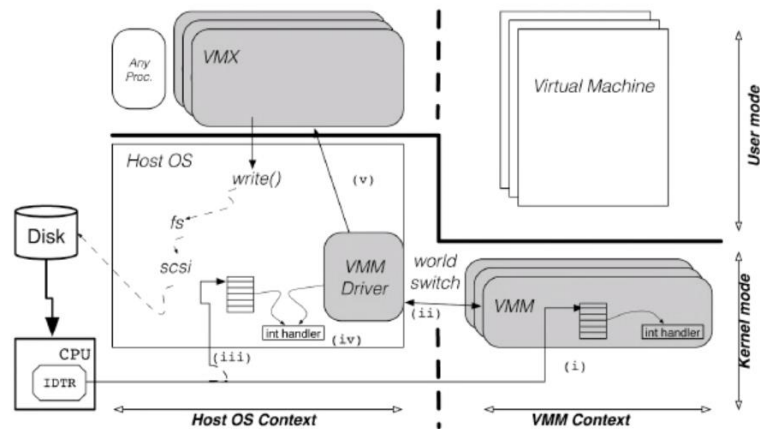 Any
Proc.
VMX
Virtual Machine
User mode
Host OS
write()
(v)
fs
Disk
scsi
VMM
Driver
world
switch
(ii)
VMM
int handler
int handler
(iv)
(iii)
(i)
CPU
IDTR
Kernel mode
Host OS Context
VMM Context